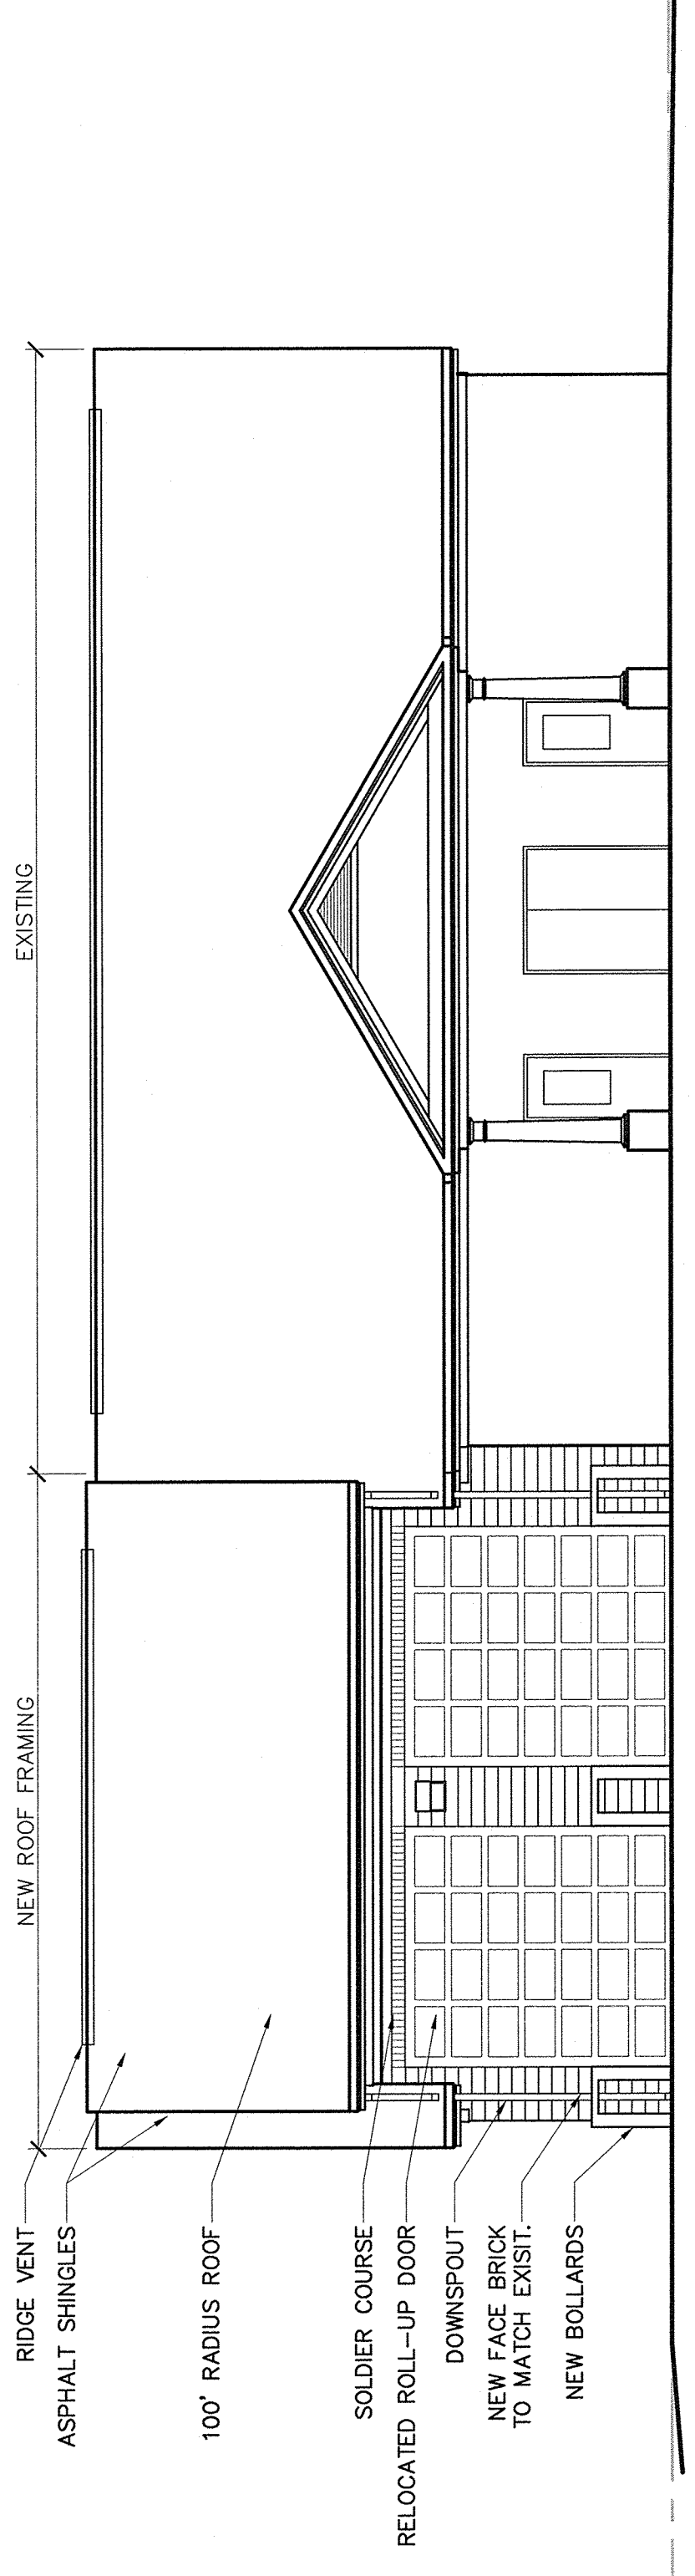 NEW ROOF FRAMING
EXISTING
RIDGE VENT
ASPHALT SHINGLES
100' RADIUS ROOF
SOLDIER COURSE
RELOCATED ROLL-UP DOOR
DOWNSPOUT
NEW FACE BRICK
TO MATCH EXISIT.
NEW BOLLARDS